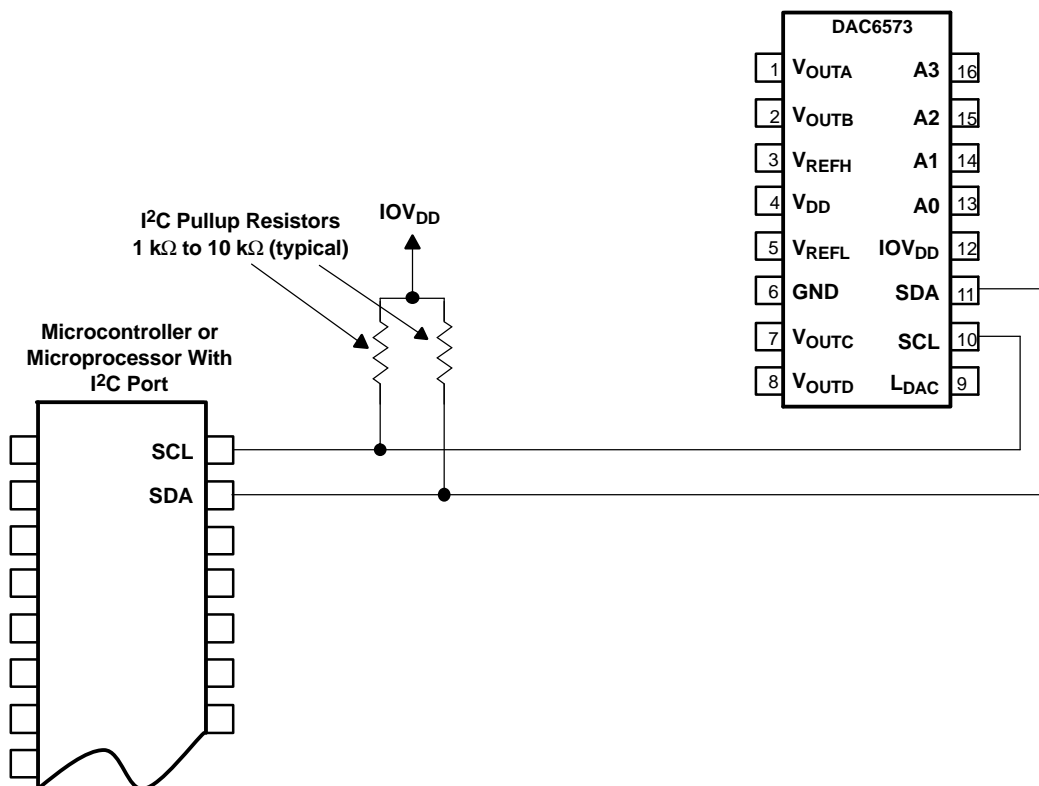 DAC6573
1 VOUTA A3 16
2 VOUTB A2 15
3 VREFH A1 14
4 VDD A0 13
5 VREFL IOVDD 12
6 GND SDA 11
7 VOUTC SCL 10
8 VOUTD LDAC 9
I2C Pullup Resistors
1 kΩ to 10 kΩ (typical)
IOVDD
Microcontroller or
Microprocessor With
I2C Port
SCL
SDA